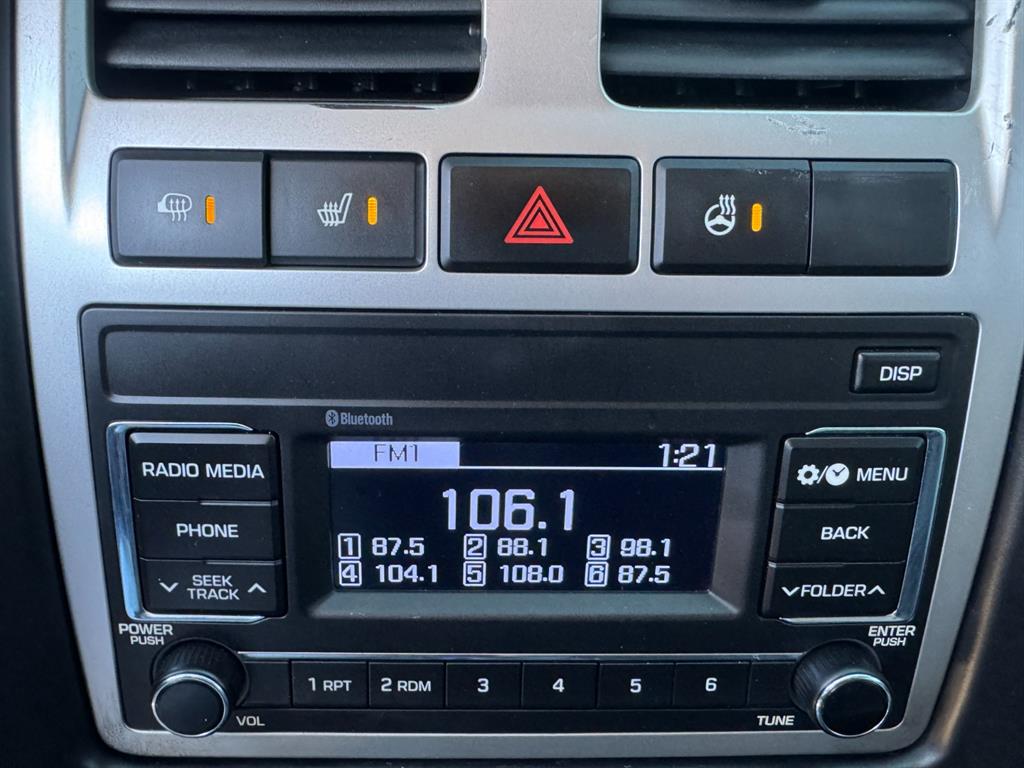 DISP
Bluetooth
FM1 1:21
106.1
1 87.5 2 88.1 3 98.1
4 104.1 5 108.0 6 87.5
RADIO MEDIA
PHONE
SEEK
TRACK
MENU
BACK
FOLDER
POWER
PUSH
ENTER
PUSH
1 RPT 2 RDM 3 4 5 6
VOL
TUNE